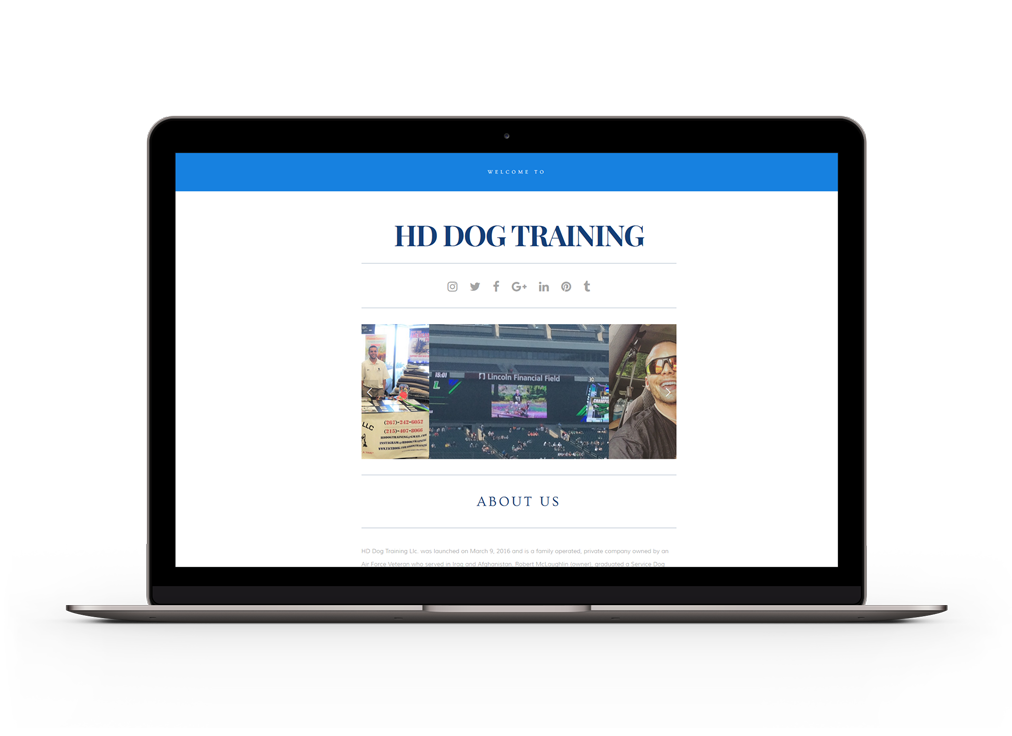 WELCOME TO
HD DOG TRAINING
Lincoln Financial Field
LLC
ABOUT US
HD Dog Training Llc. was launched on March 9, 2016 and is a family operated, private company owned by an
Air Force Veteran who served in Iraq and Afghanistan. Robert McLaughlin (owner), graduated a Service Dog